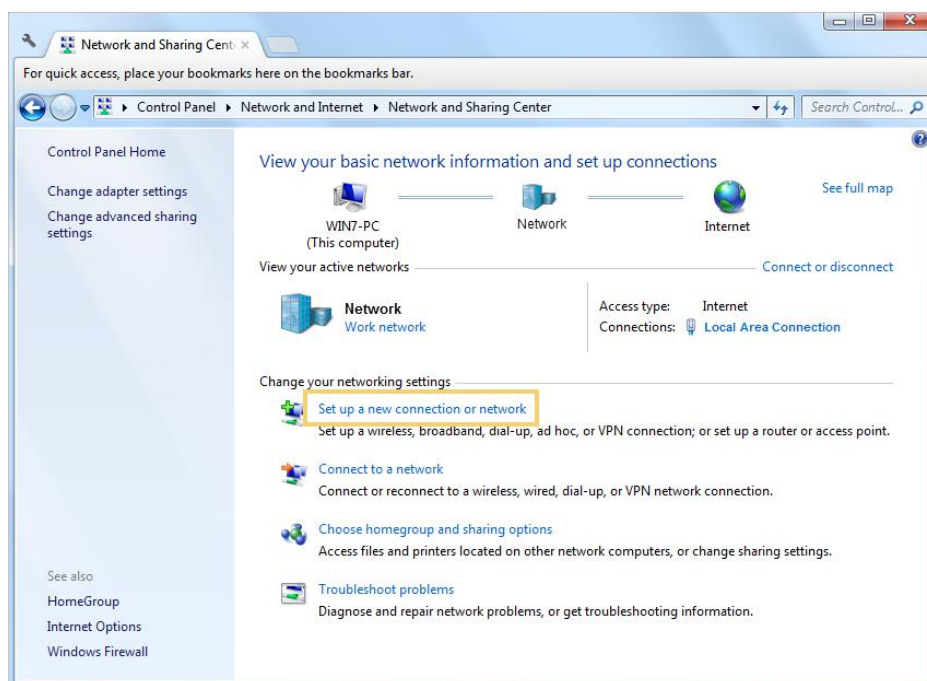 Network and Sharing Cent
For quick access, place your bookmarks here on the bookmarks bar.
Control Panel Network and Internet Network and Sharing Center Search Control...
Control Panel Home
Change adapter settings
Change advanced sharing
settings
See also
HomeGroup
Internet Options
Windows Firewall
View your basic network information and set up connections
See full map
WIN7-PC Network Internet
(This computer)
View your active networks Connect or disconnect
Network
Work network
Access type: Internet
Connections: Local Area Connection
Change your networking settings
Set up a new connection or network
Set up a wireless, broadband, dial-up, ad hoc, or VPN connection; or set up a router or access point.
Connect to a network
Connect or reconnect to a wireless, wired, dial-up, or VPN network connection.
Choose homegroup and sharing options
Access files and printers located on other network computers, or change sharing settings.
Troubleshoot problems
Diagnose and repair network problems, or get troubleshooting information.